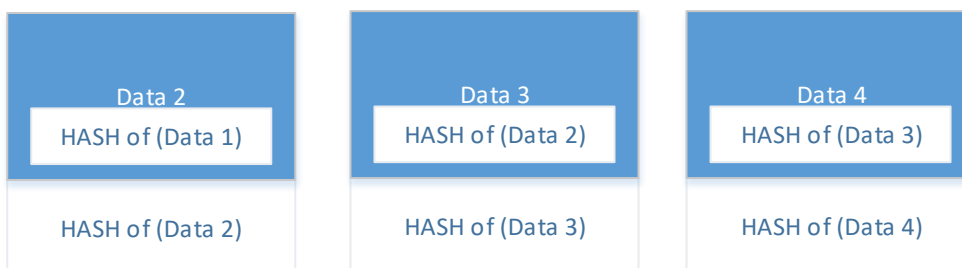 Data 2
HASH of (Data 1)
HASH of (Data 2)
Data 3
HASH of (Data 2)
HASH of (Data 3)
Data 4
HASH of (Data 3)
HASH of (Data 4)